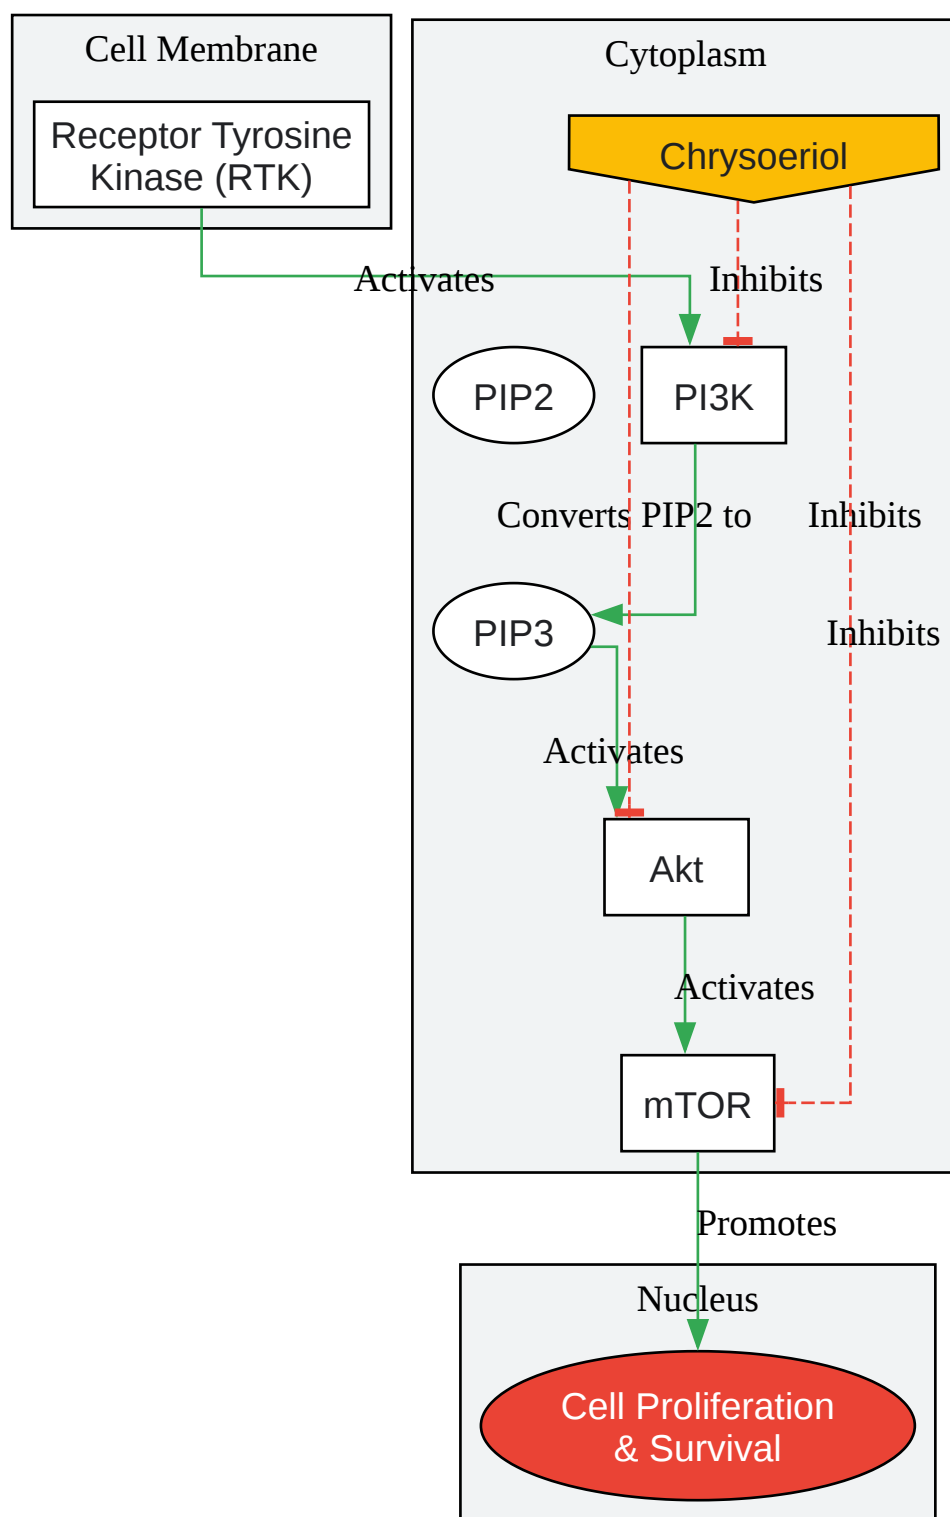 Cell Membrane
Receptor Tyrosine
Kinase (RTK)
Cytoplasm
Chrysoeriol
Activates
Inhibits
PIP2
PI3K
Converts PIP2 to
Inhibits
PIP3
Inhibits
Activates
Akt
Activates
mTOR
Promotes
Nucleus
Cell Proliferation
& Survival